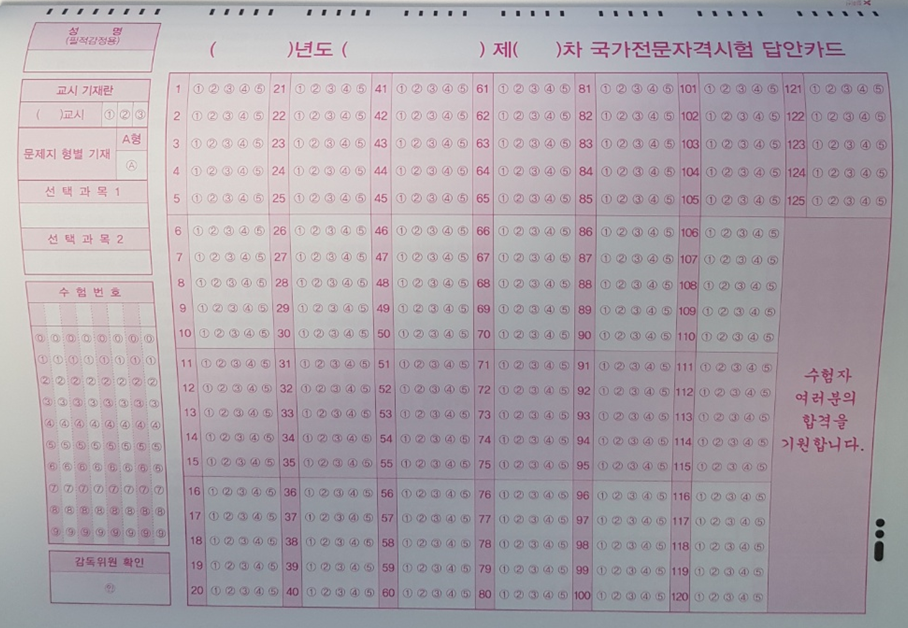 성 명
(필적감정용)
( )년도 ( ) 제( )차 국가전문자격시험 답안카드
교시 기재란
( )교시 ① ② ③
문제지 형별 기재
A형
Ⓐ
선 택 과 목 1
선 택 과 목 2
수 험 번 호
⓪ ⓪ ⓪ ⓪ ⓪ ⓪ ⓪ ⓪
① ① ① ① ① ① ① ①
② ② ② ② ② ② ② ②
③ ③ ③ ③ ③ ③ ③ ③
④ ④ ④ ④ ④ ④ ④ ④
⑤ ⑤ ⑤ ⑤ ⑤ ⑤ ⑤ ⑤
⑥ ⑥ ⑥ ⑥ ⑥ ⑥ ⑥ ⑥
⑦ ⑦ ⑦ ⑦ ⑦ ⑦ ⑦ ⑦
⑧ ⑧ ⑧ ⑧ ⑧ ⑧ ⑧ ⑧
⑨ ⑨ ⑨ ⑨ ⑨ ⑨ ⑨ ⑨
감독위원 확인
1 ① ② ③ ④ ⑤ 21 ① ② ③ ④ ⑤ 41 ① ② ③ ④ ⑤ 61 ① ② ③ ④ ⑤ 81 ① ② ③ ④ ⑤ 101 ① ② ③ ④ ⑤ 121 ① ② ③ ④ ⑤
2 ① ② ③ ④ ⑤ 22 ① ② ③ ④ ⑤ 42 ① ② ③ ④ ⑤ 62 ① ② ③ ④ ⑤ 82 ① ② ③ ④ ⑤ 102 ① ② ③ ④ ⑤ 122 ① ② ③ ④ ⑤
3 ① ② ③ ④ ⑤ 23 ① ② ③ ④ ⑤ 43 ① ② ③ ④ ⑤ 63 ① ② ③ ④ ⑤ 83 ① ② ③ ④ ⑤ 103 ① ② ③ ④ ⑤ 123 ① ② ③ ④ ⑤
4 ① ② ③ ④ ⑤ 24 ① ② ③ ④ ⑤ 44 ① ② ③ ④ ⑤ 64 ① ② ③ ④ ⑤ 84 ① ② ③ ④ ⑤ 104 ① ② ③ ④ ⑤ 124 ① ② ③ ④ ⑤
5 ① ② ③ ④ ⑤ 25 ① ② ③ ④ ⑤ 45 ① ② ③ ④ ⑤ 65 ① ② ③ ④ ⑤ 85 ① ② ③ ④ ⑤ 105 ① ② ③ ④ ⑤ 125 ① ② ③ ④ ⑤
6 ① ② ③ ④ ⑤ 26 ① ② ③ ④ ⑤ 46 ① ② ③ ④ ⑤ 66 ① ② ③ ④ ⑤ 86 ① ② ③ ④ ⑤ 106 ① ② ③ ④ ⑤
7 ① ② ③ ④ ⑤ 27 ① ② ③ ④ ⑤ 47 ① ② ③ ④ ⑤ 67 ① ② ③ ④ ⑤ 87 ① ② ③ ④ ⑤ 107 ① ② ③ ④ ⑤
8 ① ② ③ ④ ⑤ 28 ① ② ③ ④ ⑤ 48 ① ② ③ ④ ⑤ 68 ① ② ③ ④ ⑤ 88 ① ② ③ ④ ⑤ 108 ① ② ③ ④ ⑤
9 ① ② ③ ④ ⑤ 29 ① ② ③ ④ ⑤ 49 ① ② ③ ④ ⑤ 69 ① ② ③ ④ ⑤ 89 ① ② ③ ④ ⑤ 109 ① ② ③ ④ ⑤
10 ① ② ③ ④ ⑤ 30 ① ② ③ ④ ⑤ 50 ① ② ③ ④ ⑤ 70 ① ② ③ ④ ⑤ 90 ① ② ③ ④ ⑤ 110 ① ② ③ ④ ⑤
11 ① ② ③ ④ ⑤ 31 ① ② ③ ④ ⑤ 51 ① ② ③ ④ ⑤ 71 ① ② ③ ④ ⑤ 91 ① ② ③ ④ ⑤ 111 ① ② ③ ④ ⑤
12 ① ② ③ ④ ⑤ 32 ① ② ③ ④ ⑤ 52 ① ② ③ ④ ⑤ 72 ① ② ③ ④ ⑤ 92 ① ② ③ ④ ⑤ 112 ① ② ③ ④ ⑤
13 ① ② ③ ④ ⑤ 33 ① ② ③ ④ ⑤ 53 ① ② ③ ④ ⑤ 73 ① ② ③ ④ ⑤ 93 ① ② ③ ④ ⑤ 113 ① ② ③ ④ ⑤
14 ① ② ③ ④ ⑤ 34 ① ② ③ ④ ⑤ 54 ① ② ③ ④ ⑤ 74 ① ② ③ ④ ⑤ 94 ① ② ③ ④ ⑤ 114 ① ② ③ ④ ⑤
15 ① ② ③ ④ ⑤ 35 ① ② ③ ④ ⑤ 55 ① ② ③ ④ ⑤ 75 ① ② ③ ④ ⑤ 95 ① ② ③ ④ ⑤ 115 ① ② ③ ④ ⑤
16 ① ② ③ ④ ⑤ 36 ① ② ③ ④ ⑤ 56 ① ② ③ ④ ⑤ 76 ① ② ③ ④ ⑤ 96 ① ② ③ ④ ⑤ 116 ① ② ③ ④ ⑤
17 ① ② ③ ④ ⑤ 37 ① ② ③ ④ ⑤ 57 ① ② ③ ④ ⑤ 77 ① ② ③ ④ ⑤ 97 ① ② ③ ④ ⑤ 117 ① ② ③ ④ ⑤
18 ① ② ③ ④ ⑤ 38 ① ② ③ ④ ⑤ 58 ① ② ③ ④ ⑤ 78 ① ② ③ ④ ⑤ 98 ① ② ③ ④ ⑤ 118 ① ② ③ ④ ⑤
19 ① ② ③ ④ ⑤ 39 ① ② ③ ④ ⑤ 59 ① ② ③ ④ ⑤ 79 ① ② ③ ④ ⑤ 99 ① ② ③ ④ ⑤ 119 ① ② ③ ④ ⑤
20 ① ② ③ ④ ⑤ 40 ① ② ③ ④ ⑤ 60 ① ② ③ ④ ⑤ 80 ① ② ③ ④ ⑤ 100 ① ② ③ ④ ⑤ 120 ① ② ③ ④ ⑤
수험자
여러분의
합격을
기원합니다.